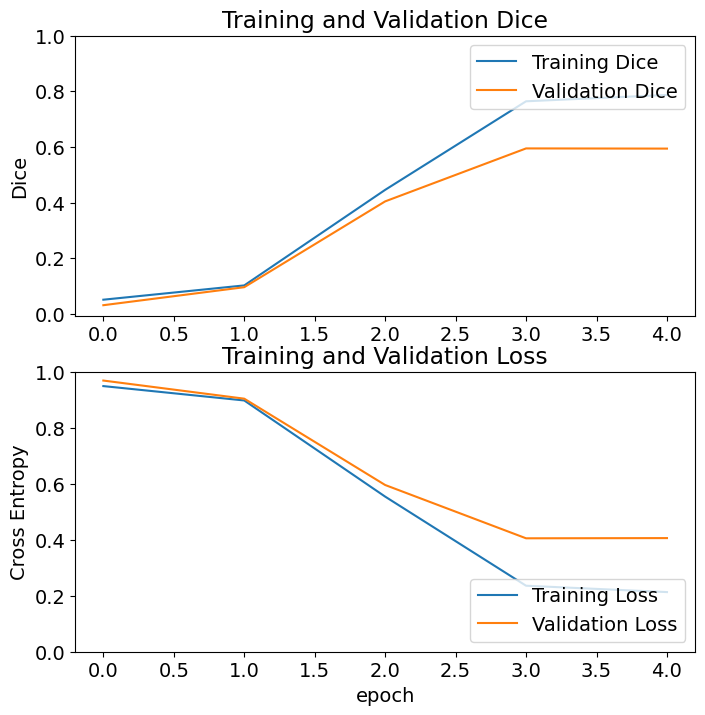 Training and Validation Dice
1.0
0.8
0.6
0.4
0.2
0.0
Dice
Training Dice
Validation Dice
0.0 0.5 1.0 1.5 2.0 2.5 3.0 3.5 4.0
Training and Validation Loss
1.0
0.8
0.6
0.4
0.2
0.0
Cross Entropy
Training Loss
Validation Loss
0.0 0.5 1.0 1.5 2.0 2.5 3.0 3.5 4.0
epoch